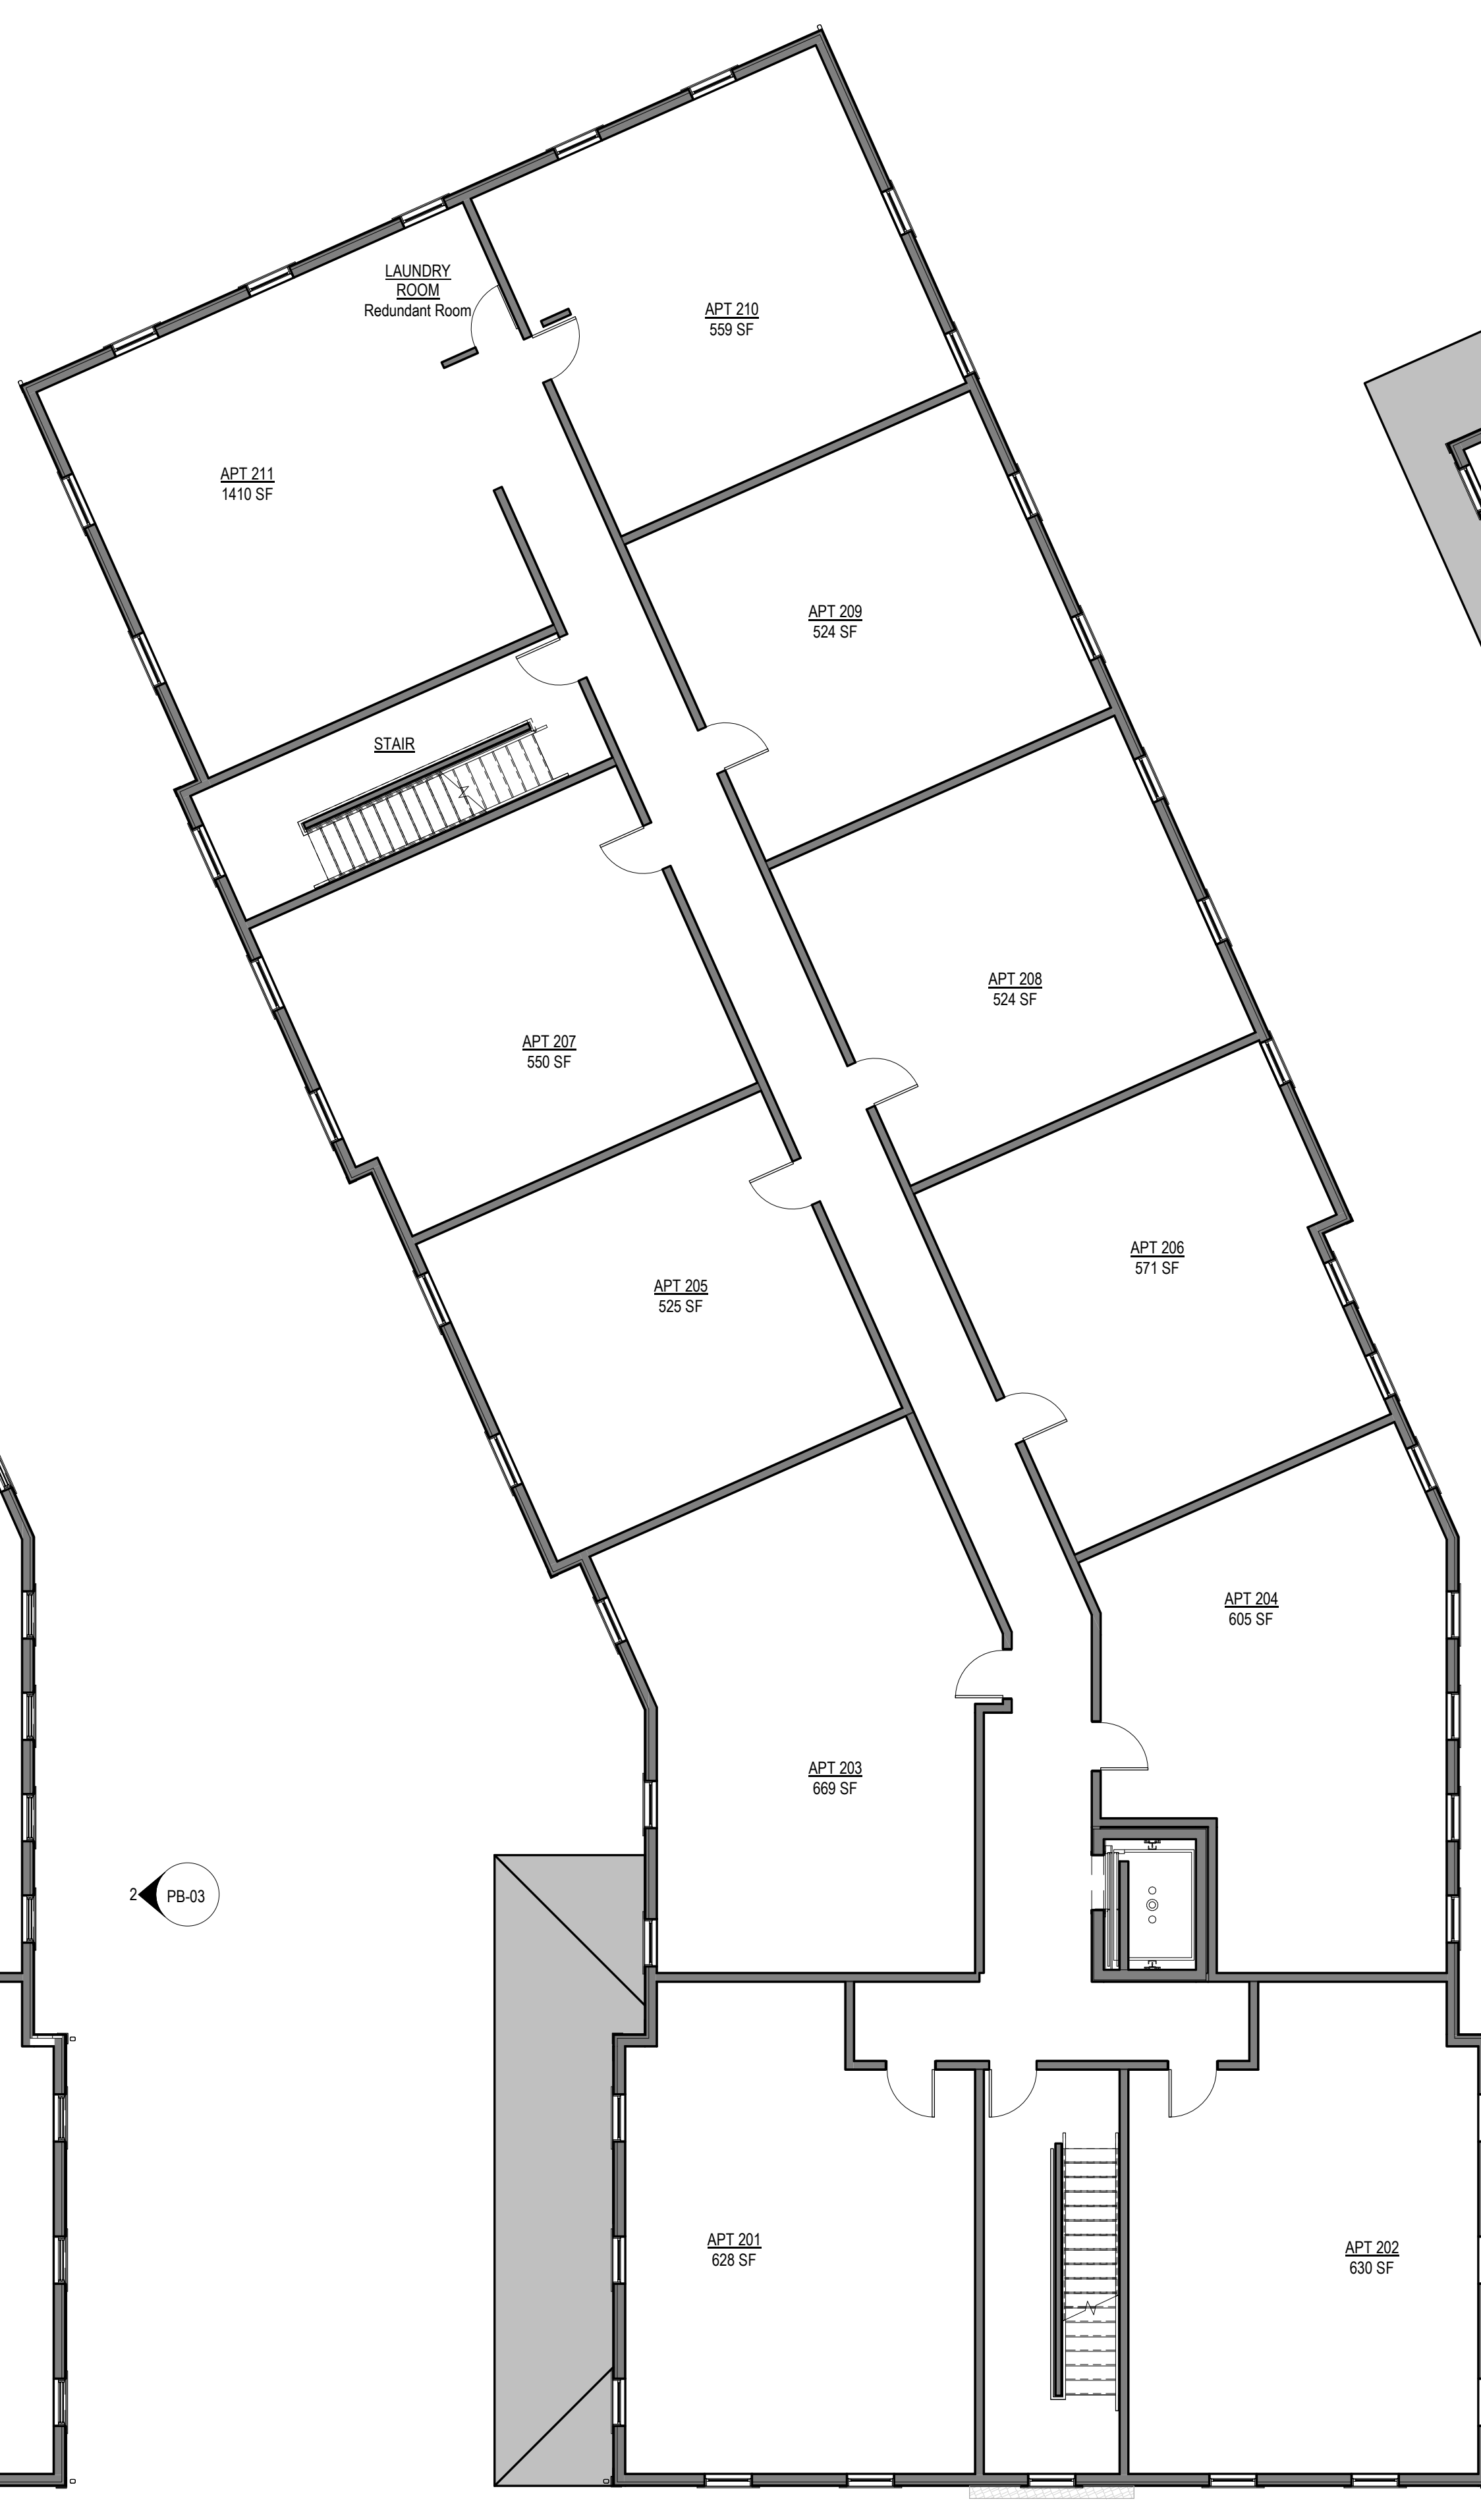 LAUNDRY
ROOM
Redundant Room
APT 210
559 SF
APT 211
1410 SF
APT 209
524 SF
STAIR
APT 208
524 SF
APT 207
550 SF
APT 206
571 SF
APT 205
525 SF
APT 204
605 SF
APT 203
669 SF
2
PB-03
APT 201
628 SF
APT 202
630 SF